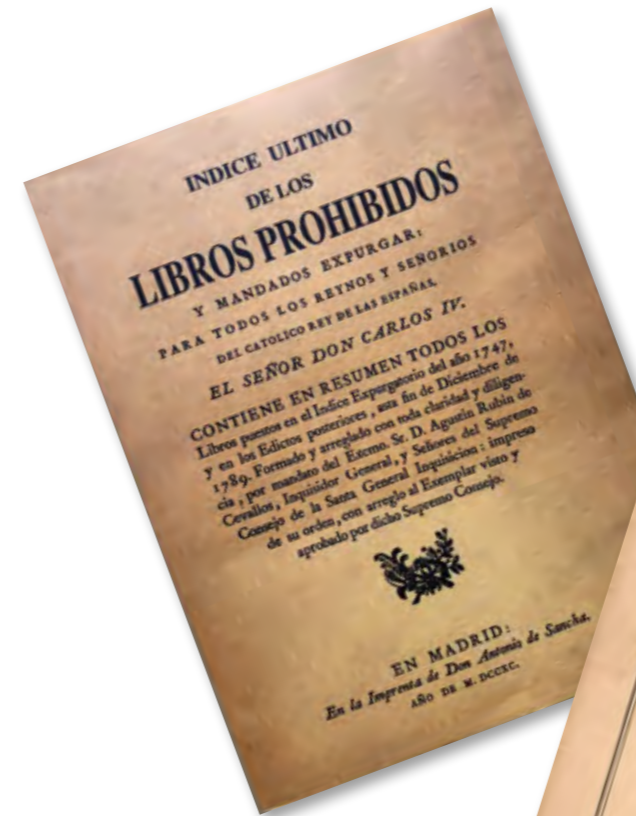 INDICE ULTIMO
DE LOS
LIBROS PROHIBIDOS
Y MANDADOS EXPURGAR:
PARA TODOS LOS REYNOS Y SEÑORIOS
DEL CATOLICO REY DE LAS ESPAÑAS,
EL SEÑOR DON CARLOS IV.
CONTIENE EN RESUMEN TODOS LOS
Libros puestos en el Indice Expurgatorio del año 1747,
y en los Edictos posteriores, asta fin de Diciembre de
1789. Formado y arreglado con toda claridad y diligen-
cia, por mandato del Excmo. Sr. D. Agustin Rubin de
Cevallos, Inquisidor General, y Señores del Supremo
Consejo de la Santa General Inquisicion: impreso
de su orden, con arreglo al Exemplar visto y
aprobado por dicho Supremo Consejo.
EN MADRID:
En la Imprenta de Don Antonio de Sancha.
AÑO DE M.DCCXC.